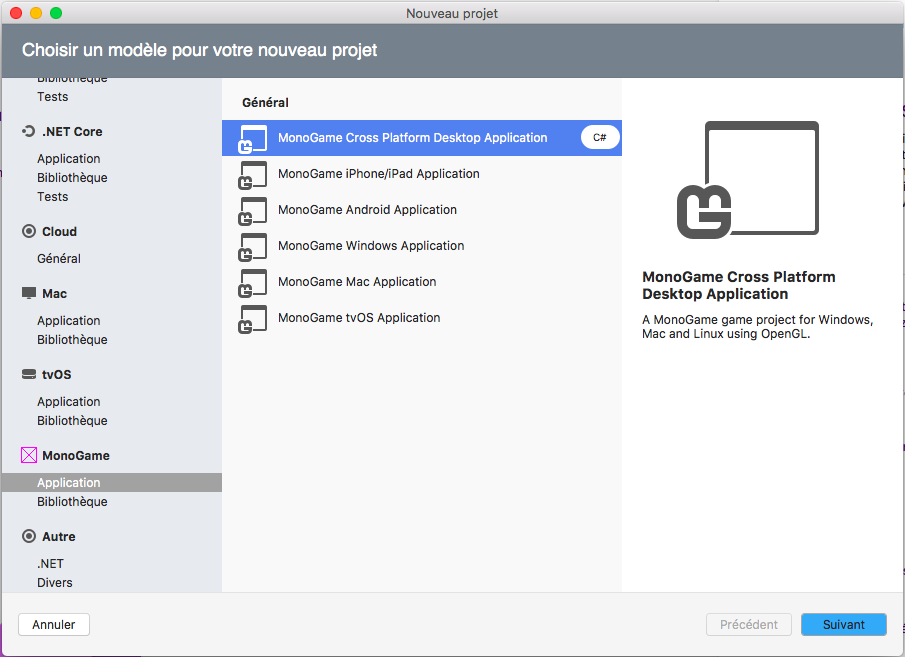 Nouveau projet
Choisir un modèle pour votre nouveau projet
Bibliothèque
Tests
.NET Core
Application
Bibliothèque
Tests
Cloud
Général
Mac
Application
Bibliothèque
tvOS
Application
Bibliothèque
MonoGame
Application
Bibliothèque
Autre
.NET
Divers
Général
MonoGame Cross Platform Desktop Application C#
MonoGame iPhone/iPad Application
MonoGame Android Application
MonoGame Windows Application
MonoGame Mac Application
MonoGame tvOS Application
MonoGame Cross Platform
Desktop Application
A MonoGame game project for Windows,
Mac and Linux using OpenGL.
Annuler
Précédent
Suivant